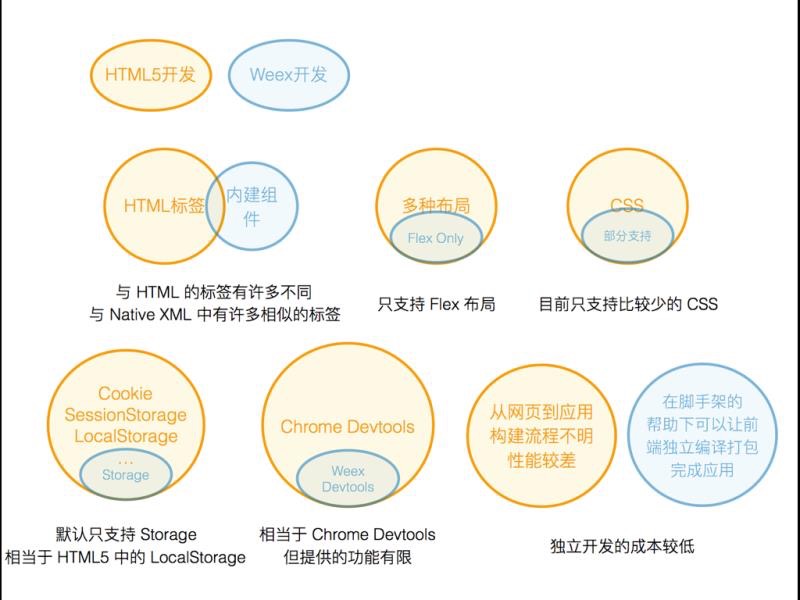 HTML5开发
Weex开发
HTML标签
内建组
件
与 HTML 的标签有许多不同
与 Native XML 中有许多相似的标签
多种布局
Flex Only
只支持 Flex 布局
CSS
部分支持
目前只支持比较少的 CSS
Cookie
SessionStorage
LocalStorage
...
Storage
默认只支持 Storage
相当于 HTML5 中的 LocalStorage
Chrome Devtools
Weex
Devtools
相当于 Chrome Devtools
但提供的功能有限
从网页到应用
构建流程不明
性能较差
在脚手架的
帮助下可以让前
端独立编译打包
完成应用
独立开发的成本较低